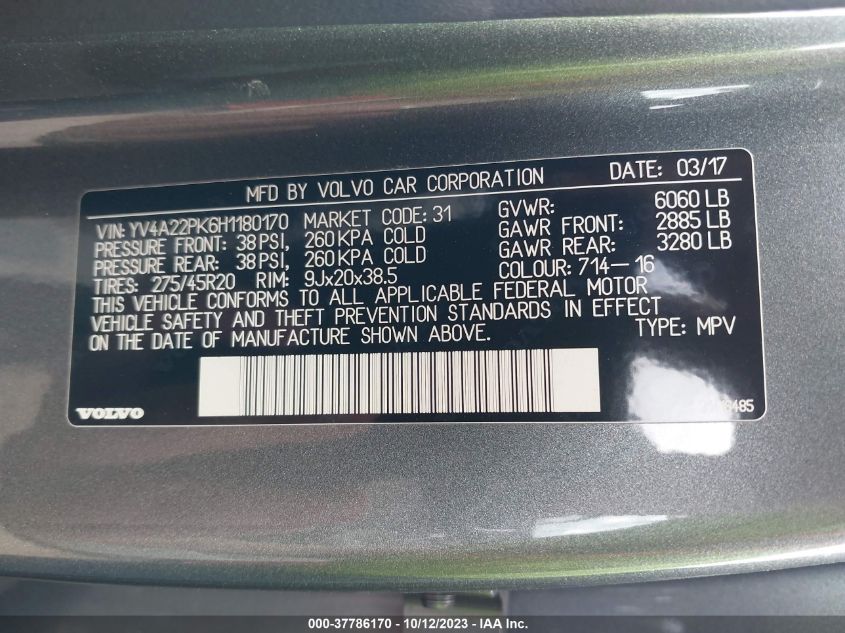 MFD BY VOLVO CAR CORPORATION DATE: 03/17
VIN: YV4A22PK6H1180170 MARKET CODE: 31 GVWR: 6060 LB
PRESSURE FRONT: 38 PSI, 260 KPA COLD GAWR FRONT: 2885 LB
PRESSURE REAR: 38 PSI, 260 KPA COLD GAWR REAR: 3280 LB
TIRES: 275/45R20 RIM: 9Jx20x38.5 COLOUR: 714-16
THIS VEHICLE CONFORMS TO ALL APPLICABLE FEDERAL MOTOR
VEHICLE SAFETY AND THEFT PREVENTION STANDARDS IN EFFECT
ON THE DATE OF MANUFACTURE SHOWN ABOVE. TYPE: MPV
VOLVO
000-37786170 - 10/12/2023 - IAA Inc.